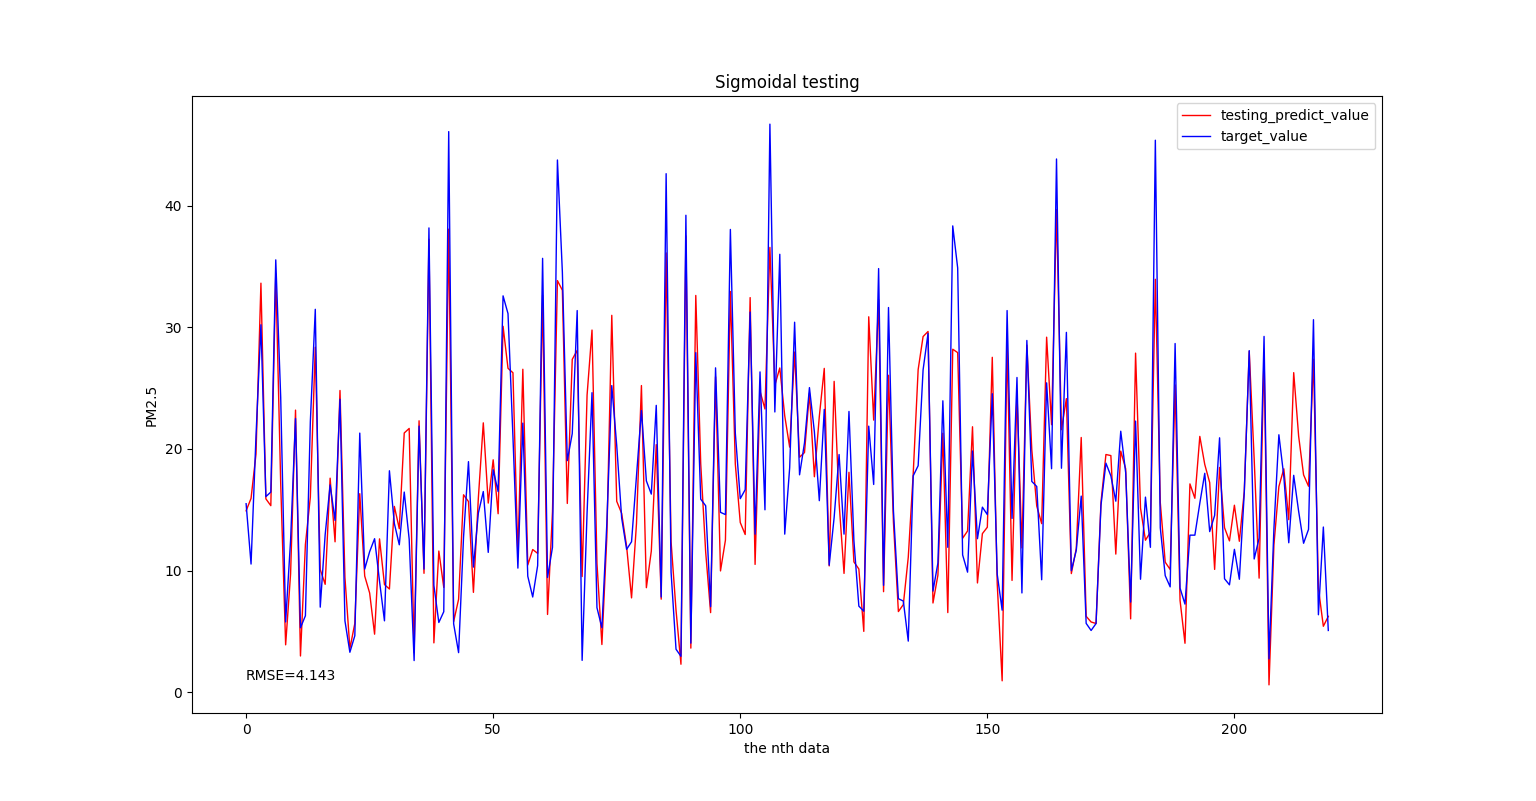 Sigmoidal testing
testing_predict_value
target_value
PM2.5
40
30
20
10
0
RMSE=4.143
0
50
100
150
200
the nth data